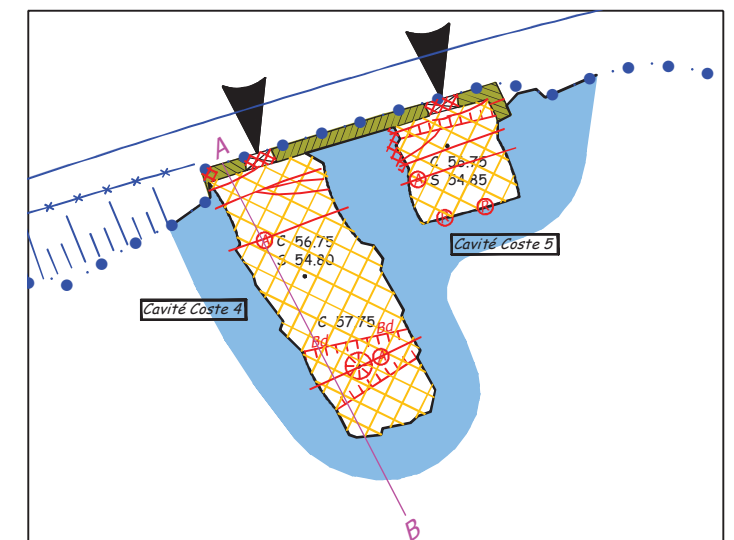 A
C 56.75
S 54.85
A
A
A
Cavité Coste 5
A
C 56.75
S 54.80
Cavité Coste 4
C 57.75
Bd
Bd
A
B